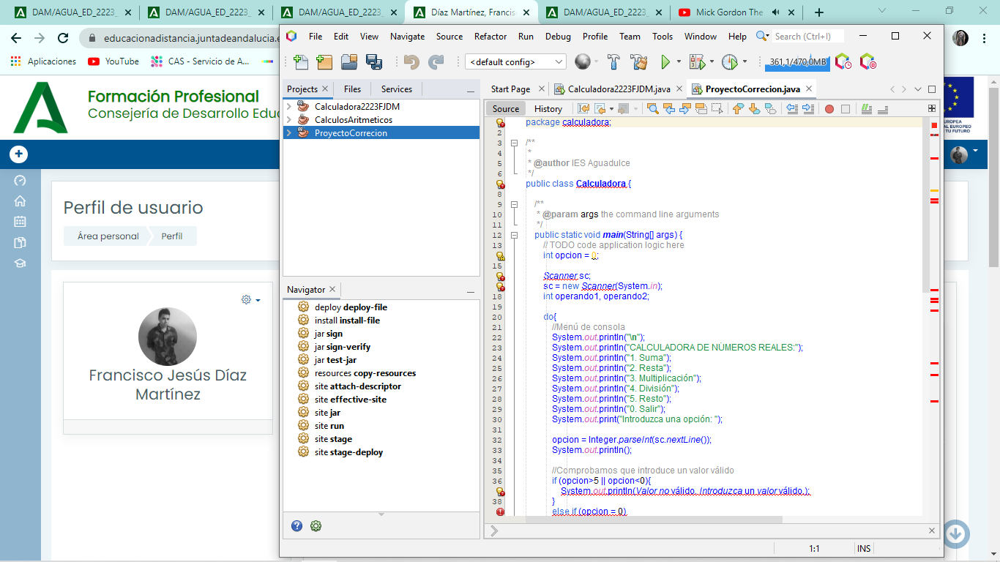 DAM/AGUA_ED_2223_
DAM/AGUA_ED_2223_
DAM/AGUA_ED_2223_
Díaz Martínez, Francisc
DAM/AGUA_ED_2223_
Mick Gordon The
educacionadistancia.juntadeandalucia.e
Aplicaciones
YouTube
CAS - Servicio de A...
Formación Profesional
Consejería de Desarrollo Edu
EUROPEA
AL EUROPEO
TU FUTURO
Perfil de usuario
Área personal
Perfil
Francisco Jesús Díaz
Martínez
File Edit View Navigate Source Refactor Run Debug Profile Team Tools Window Help
Search (Ctrl+I)
<default config>
361,1/470,0MB
Projects
Files
Services
Calculadora2223FJDM
CalculosAritmeticos
ProyectoCorrecion
Navigator
deploy deploy-file
install install-file
jar sign
jar sign-verify
jar test-jar
resources copy-resources
site attach-descriptor
site effective-site
site jar
site run
site stage
site stage-deploy
Start Page
Calculadora2223FJDM.java
ProyectoCorrecion.java
Source
History
package calculadora;
2
3 /**
4 *
5 * @author IES Aguadulce
6 */
public class Calculadora {
8
9 /**
10 * @param args the command line arguments
11 */
12 public static void main(String[] args) {
13 // TODO code application logic here
int opcion = 0;
15
Scanner sc;
sc = new Scanner(System.in);
18 int operando1, operando2;
19
20 do{
21 //Menú de consola
22 System.out.println("\n");
23 System.out.println("CALCULADORA DE NÚMEROS REALES:");
24 System.out.println("1. Suma");
25 System.out.println("2. Resta");
26 System.out.println("3. Multiplicación");
27 System.out.println("4. División");
28 System.out.println("5. Resto");
29 System.out.println("0. Salir");
30 System.out.print("Introduzca una opción: ");
31
32 opcion = Integer.parseInt(sc.nextLine());
33 System.out.println();
34
35 //Comprobamos que introduce un valor válido
36 if (opcion>5 || opcion<0){
System.out.println(Valor no válido. Introduzca un valor válido.);
38 }
else if (opcion = 0)
1:1
INS